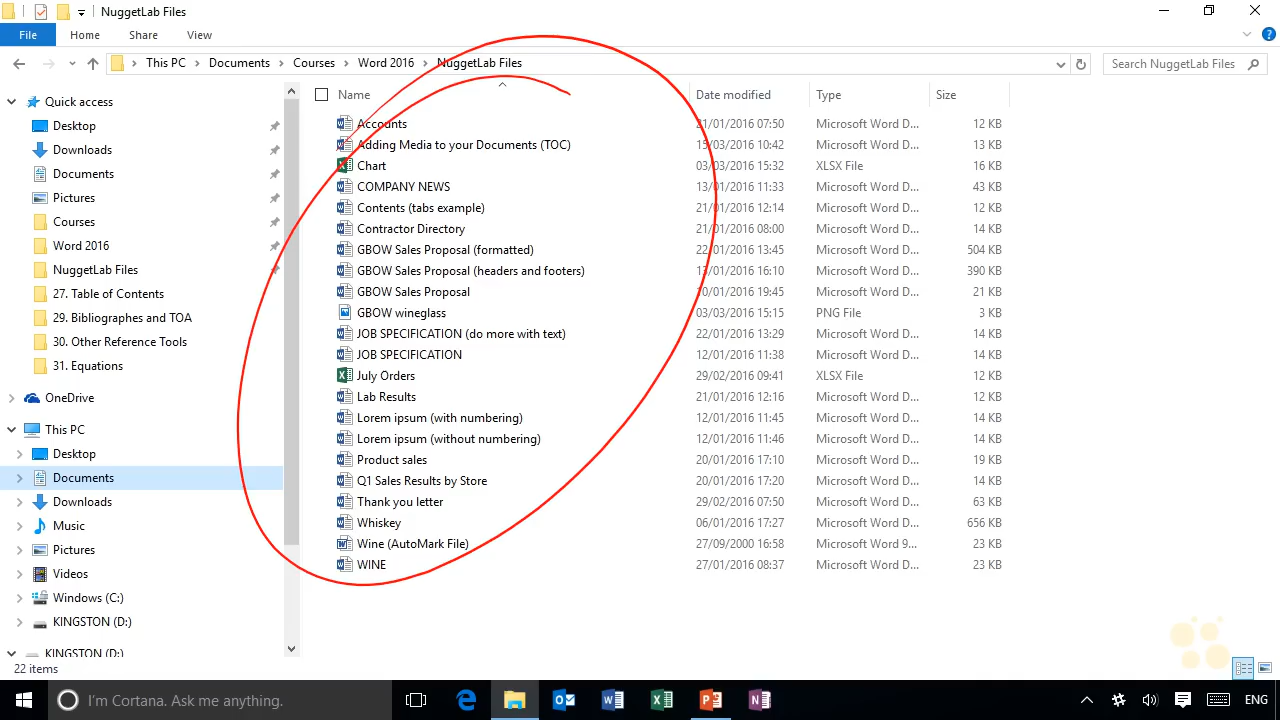 NuggetLab Files
File Home Share View
This PC Documents Courses Word 2016 NuggetLab Files Search NuggetLab Files
Name Date modified Type Size
Quick access
Desktop
Downloads
Documents
Pictures
Courses
Word 2016
NuggetLab Files
27. Table of Contents
29. Bibliographes and TOA
30. Other Reference Tools
31. Equations
OneDrive
This PC
Desktop
Documents
Downloads
Music
Pictures
Videos
Windows (C:)
KINGSTON (D:)
KINGSTON (D:)
Accounts 21/01/2016 07:50 Microsoft Word D... 12 KB
Adding Media to your Documents (TOC) 15/03/2016 10:42 Microsoft Word D... 13 KB
Chart 03/03/2016 15:32 XLSX File 16 KB
COMPANY NEWS 13/01/2016 11:33 Microsoft Word D... 43 KB
Contents (tabs example) 21/01/2016 12:14 Microsoft Word D... 12 KB
Contractor Directory 21/01/2016 08:00 Microsoft Word D... 14 KB
GBOW Sales Proposal (formatted) 22/01/2016 13:45 Microsoft Word D... 504 KB
GBOW Sales Proposal (headers and footers) 13/01/2016 16:10 Microsoft Word D... 390 KB
GBOW Sales Proposal 10/01/2016 19:45 Microsoft Word D... 21 KB
GBOW wineglass 03/03/2016 15:15 PNG File 3 KB
JOB SPECIFICATION (do more with text) 22/01/2016 13:29 Microsoft Word D... 14 KB
JOB SPECIFICATION 12/01/2016 11:38 Microsoft Word D... 14 KB
July Orders 29/02/2016 09:41 XLSX File 12 KB
Lab Results 21/01/2016 12:16 Microsoft Word D... 12 KB
Lorem ipsum (with numbering) 12/01/2016 11:45 Microsoft Word D... 14 KB
Lorem ipsum (without numbering) 12/01/2016 11:46 Microsoft Word D... 14 KB
Product sales 20/01/2016 17:10 Microsoft Word D... 19 KB
Q1 Sales Results by Store 20/01/2016 17:20 Microsoft Word D... 14 KB
Thank you letter 29/02/2016 07:50 Microsoft Word D... 63 KB
Whiskey 06/01/2016 17:27 Microsoft Word D... 656 KB
Wine (AutoMark File) 27/09/2000 16:58 Microsoft Word 9... 23 KB
WINE 27/01/2016 08:37 Microsoft Word D... 23 KB
22 items
I'm Cortana. Ask me anything. ENG